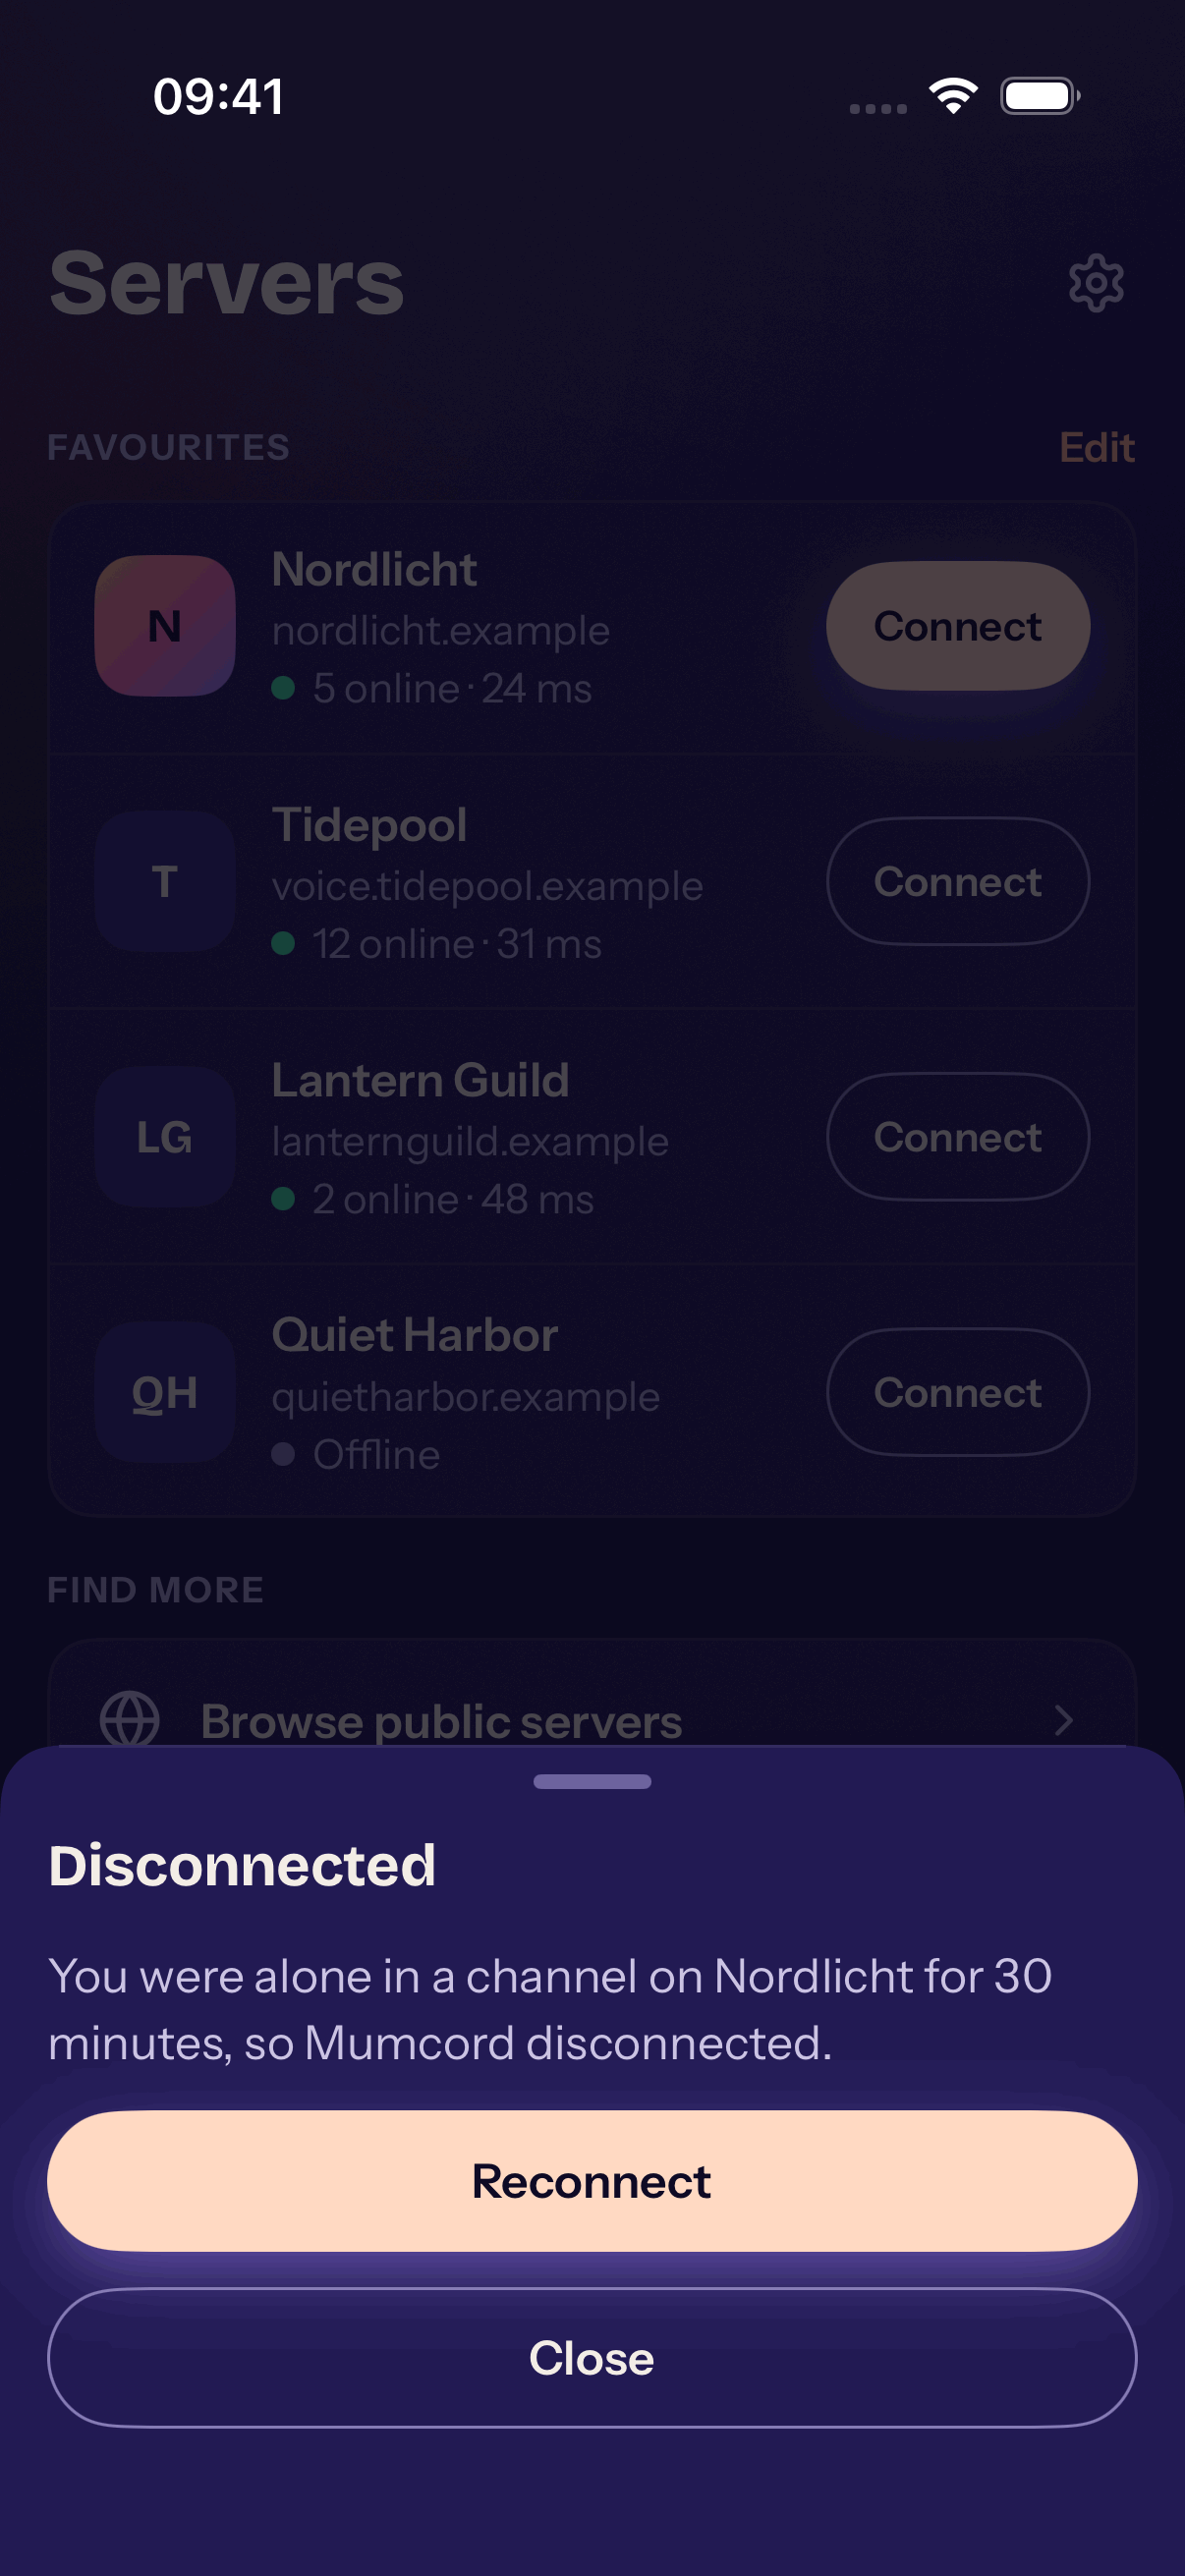 09:41
Servers
FAVOURITES
Edit
N
Nordlicht
nordlicht.example
5 online · 24 ms
Connect
T
Tidepool
voice.tidepool.example
12 online · 31 ms
Connect
LG
Lantern Guild
lanternguild.example
2 online · 48 ms
Connect
QH
Quiet Harbor
quietharbor.example
Offline
Connect
FIND MORE
Browse public servers
Disconnected
You were alone in a channel on Nordlicht for 30
minutes, so Mumcord disconnected.
Reconnect
Close